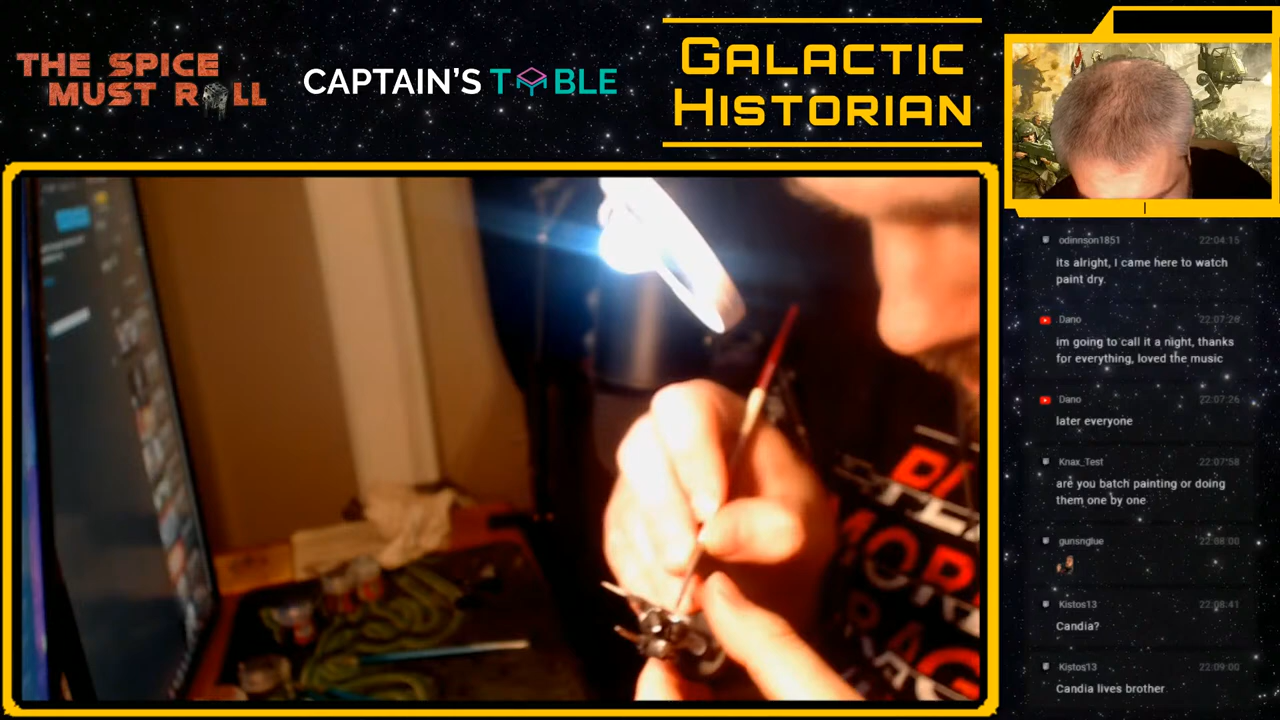 THE SPICE
MUST ROLL
CAPTAIN'S TABLE
GALACTIC
HISTORIAN
odinnson1851 22:04:15
its alright, I came here to watch
paint dry.
Dano 22:07:20
im going to call it a night, thanks
for everything, loved the music
Dano 22:07:26
later everyone
Knax_Test 22:07:58
are you batch painting or doing
them one by one
gunsnglue 22:08:00
Kistos13 22:08:41
Candia?
Kistos13 22:09:00
Candia lives brother